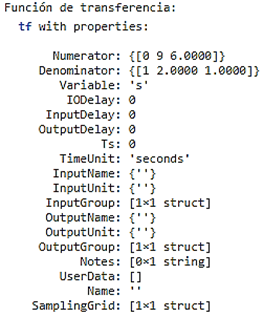 Función de transferencia:
tf with properties:
Numerator: {[0 9 6.0000]}
Denominator: {[1 2.0000 1.0000]}
Variable: 's'
IODelay: 0
InputDelay: 0
OutputDelay: 0
Ts: 0
TimeUnit: 'seconds'
InputName: {''}
InputUnit: {''}
InputGroup: [1×1 struct]
OutputName: {''}
OutputUnit: {''}
OutputGroup: [1×1 struct]
Notes: [0×1 string]
UserData: []
Name: ''
SamplingGrid: [1×1 struct]